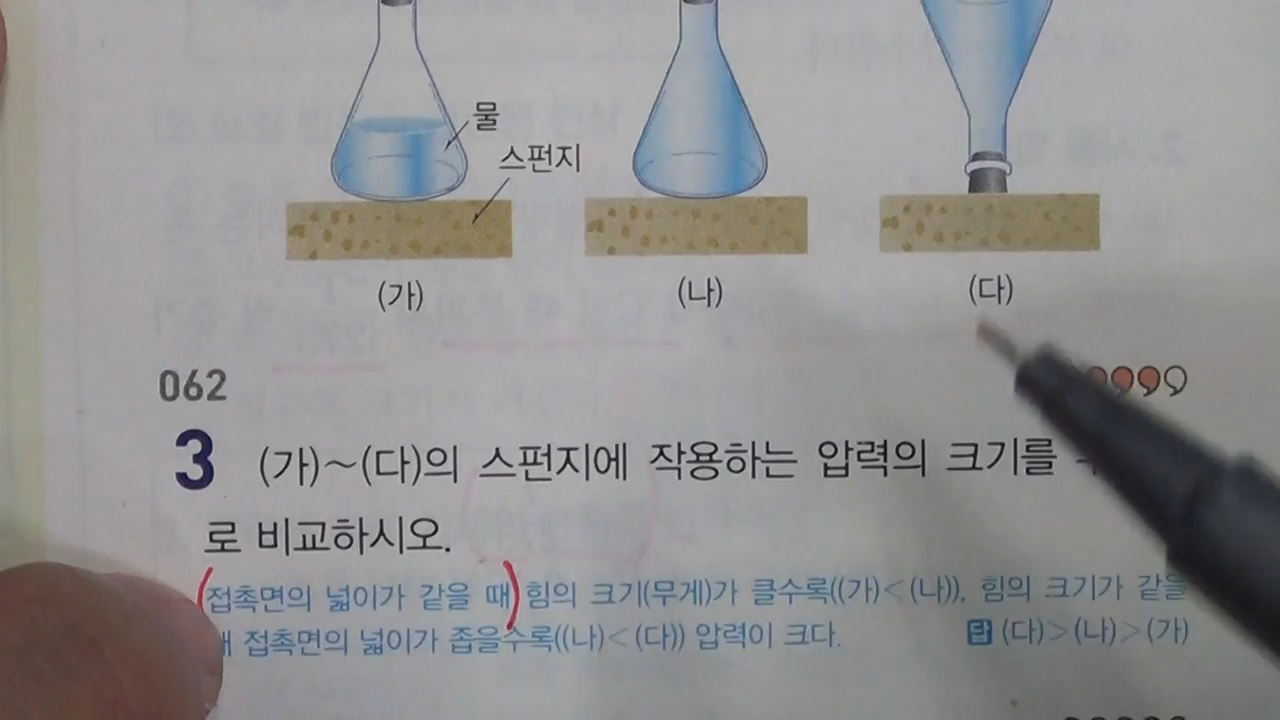 물
스펀지
(가)
(나)
(다)
062
3 (가)~(다)의 스펀지에 작용하는 압력의 크기를
로 비교하시오.
(접촉면의 넓이가 같을 때) 힘의 크기(무게)가 클수록((가)<(나)), 힘의 크기가 같을
접촉면의 넓이가 좁을수록((나)<(다)) 압력이 크다. 답 (다)>(나)>(가)